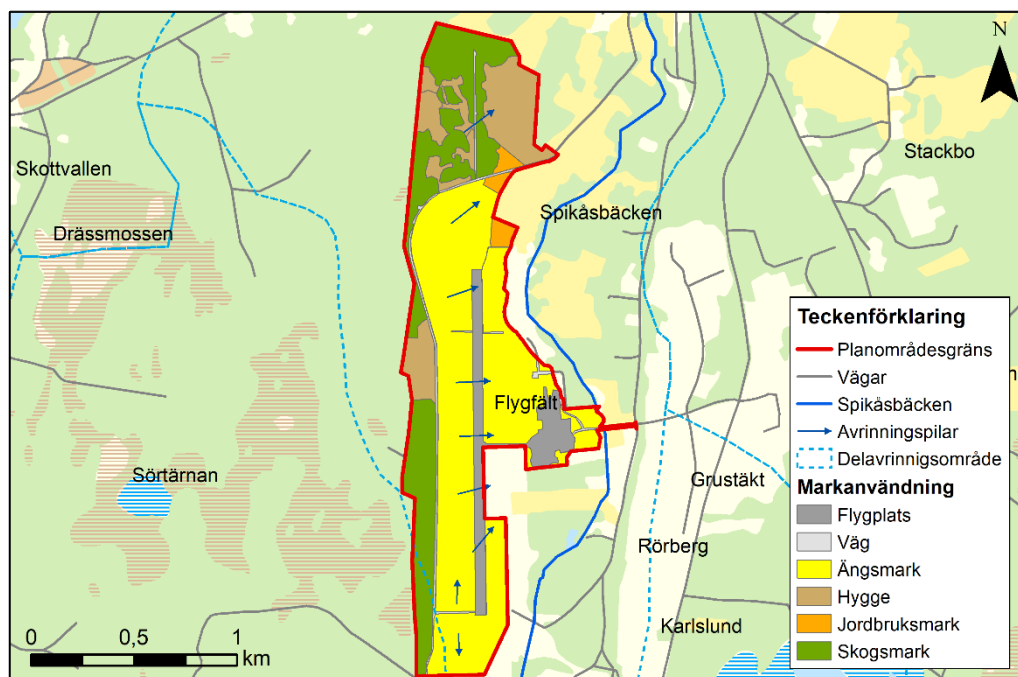 N
Skottvallen
Stackbo
Drässmossen
Spikåsbäcken
Flygfält
Sörtärnan
Grustäkt
Rörberg
Karlslund
n
0 0,5 1
km
Teckenförklaring
Planområdesgräns
Vägar
Spikåsbäcken
Avrinningspilar
Delavrinnigsområde
Markanvändning
Flygplats
Väg
Ängsmark
Hygge
Jordbruksmark
Skogsmark